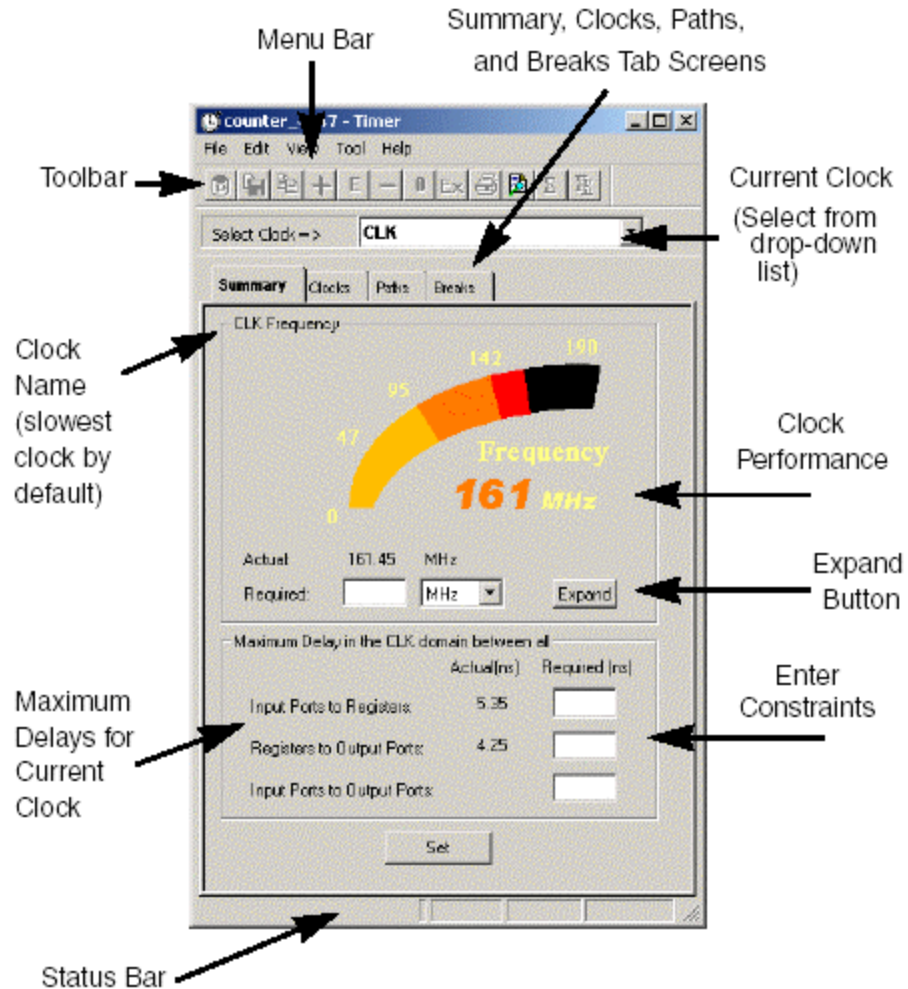 Summary, Clocks, Paths,
and Breaks Tab Screens
Menu Bar
Toolbar
Current Clock
(Select from
drop-down
list)
Clock
Name
(slowest
clock by
default)
Clock
Performance
Expand
Button
Maximum
Delays for
Current
Clock
Enter
Constraints
Status Bar
- Timer
File Edit View Tool Help
E Ex Σ
Select Clock=> CLK
Summary Clocks Paths Breaks
CLK Frequency
0 47 95 142 190
Frequency
161 MHz
Actual 161.45 MHz
Required: MHz Expand
Maximum Delay in the CLK domain between all
Actual(ns) Required (ns)
Input Ports to Registers: 5.35
Registers to Output Ports: 4.25
Input Ports to Output Ports:
Set